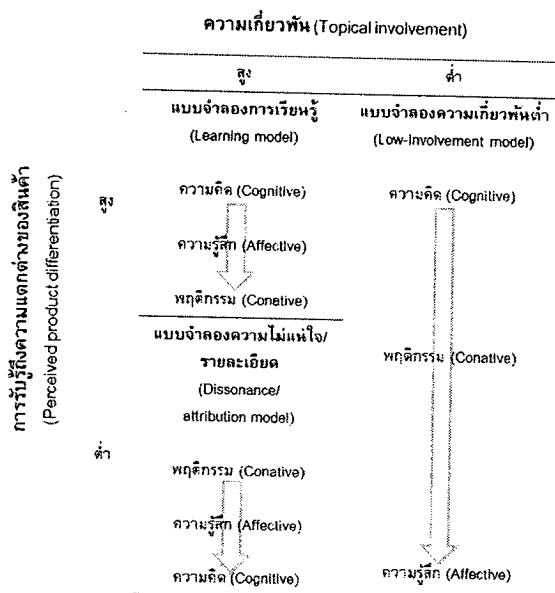 ความเกี่ยวพัน (Topical involvement)
สูง
ต่ำ
แบบจำลองการเรียนรู้
(Learning model)
แบบจำลองความเกี่ยวพันต่ำ
(Low-involvement model)
การรับรู้ถึงความแตกต่างของสินค้า
(Perceived product differentiation)
สูง
ความคิด (Cognitive)
ความรู้สึก (Affective)
พฤติกรรม (Conative)
แบบจำลองความไม่แน่ใจ/
รายละเอียด
(Dissonance/
attribution model)
ต่ำ
พฤติกรรม (Conative)
ความรู้สึก (Affective)
ความคิด (Cognitive)
ความคิด (Cognitive)
พฤติกรรม (Conative)
ความรู้สึก (Affective)